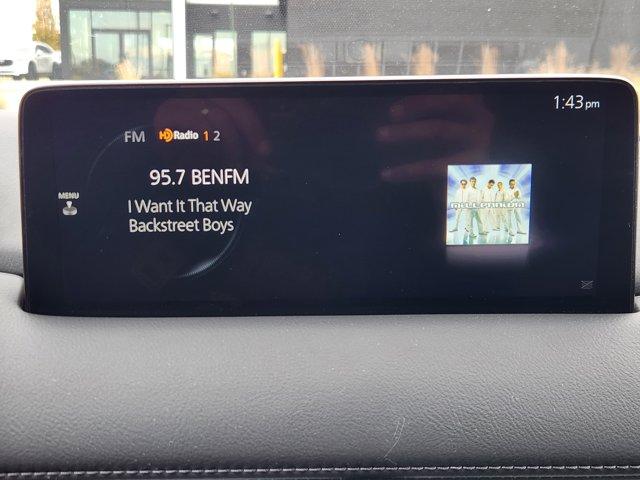 1:43 pm
FM HD Radio 1 2
95.7 BENFM
MENU
I Want It That Way
Backstreet Boys
MILLENNIUM